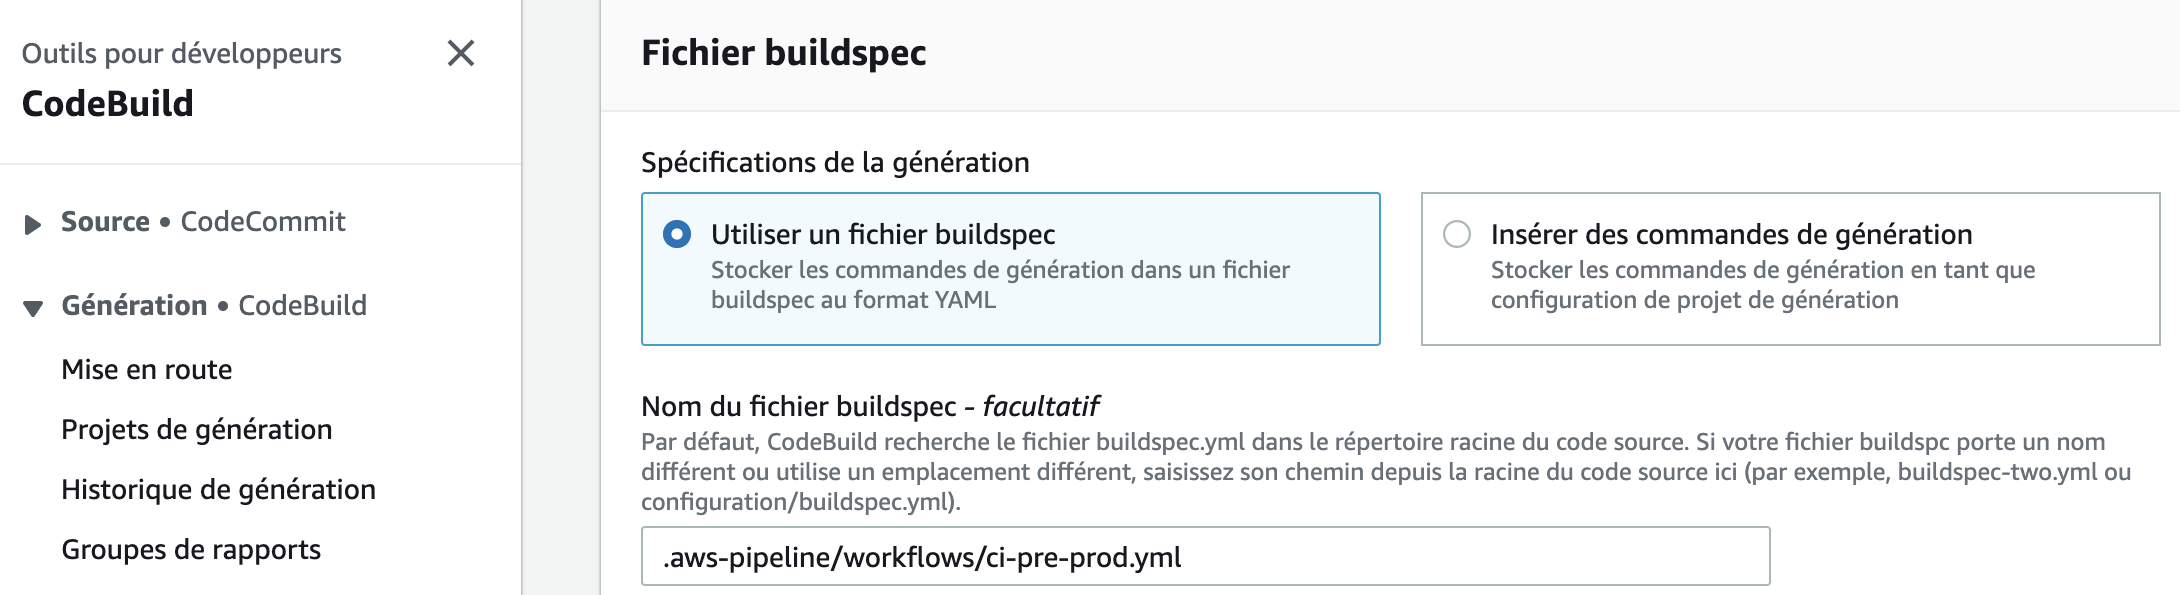 Outils pour développeurs
CodeBuild
Source • CodeCommit
Génération • CodeBuild
Mise en route
Projets de génération
Historique de génération
Groupes de rapports
Fichier buildspec
Spécifications de la génération
Utiliser un fichier buildspec
Stocker les commandes de génération dans un fichier
buildspec au format YAML
Insérer des commandes de génération
Stocker les commandes de génération en tant que
configuration de projet de génération
Nom du fichier buildspec - facultatif
Par défaut, CodeBuild recherche le fichier buildspec.yml dans le répertoire racine du code source. Si votre fichier buildspc porte un nom
différent ou utilise un emplacement différent, saisissez son chemin depuis la racine du code source ici (par exemple, buildspec-two.yml ou
configuration/buildspec.yml).
.aws-pipeline/workflows/ci-pre-prod.yml